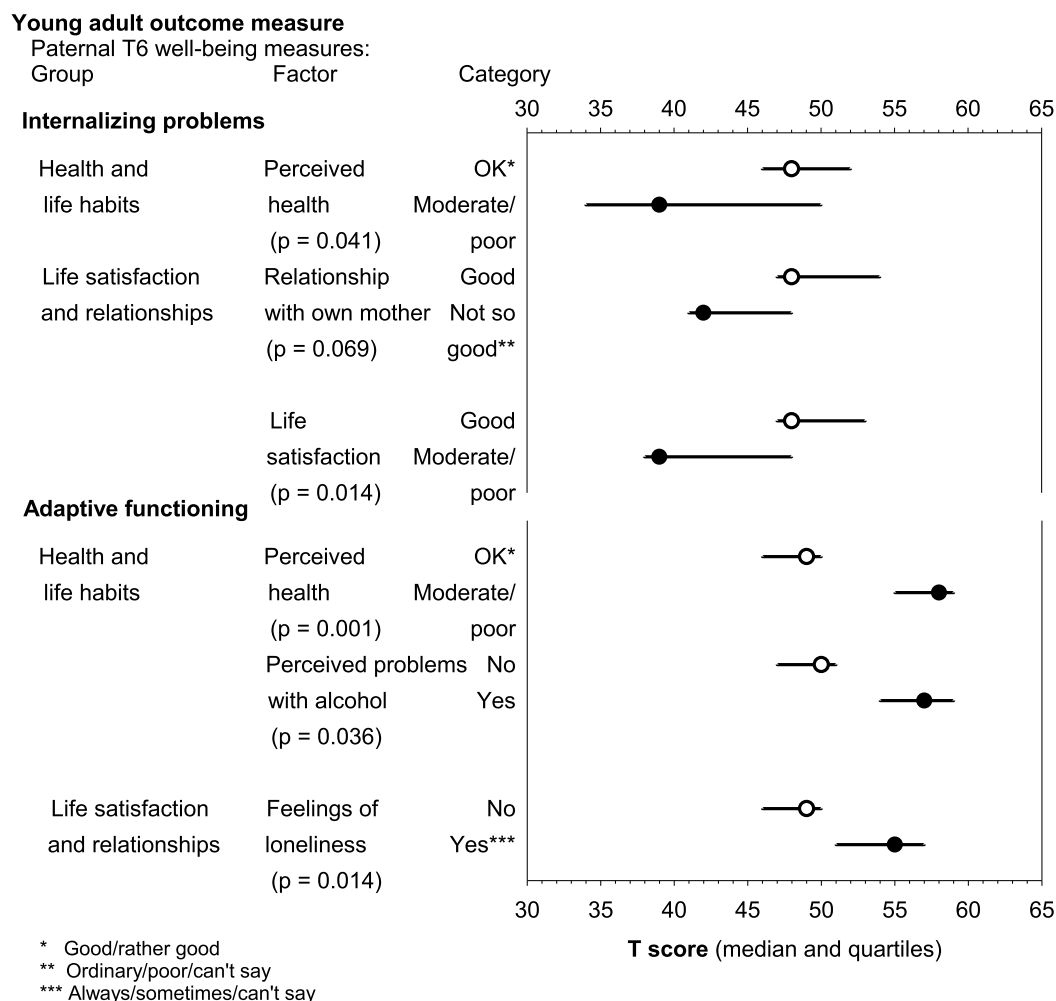 Young adult outcome measure
Paternal T6 well-being measures:
Group Factor Category
30 35 40 45 50 55 60 65
Internalizing problems
Health and Perceived OK*
life habits health Moderate/
(p = 0.041) poor
Life satisfaction Relationship Good
and relationships with own mother Not so
(p = 0.069) good**
Life Good
satisfaction Moderate/
(p = 0.014) poor
Adaptive functioning
Health and Perceived OK*
life habits health Moderate/
(p = 0.001) poor
Perceived problems No
with alcohol Yes
(p = 0.036)
Life satisfaction Feelings of No
and relationships loneliness Yes***
(p = 0.014)
30 35 40 45 50 55 60 65
T score (median and quartiles)
* Good/rather good
** Ordinary/poor/can't say
*** Always/sometimes/can't say